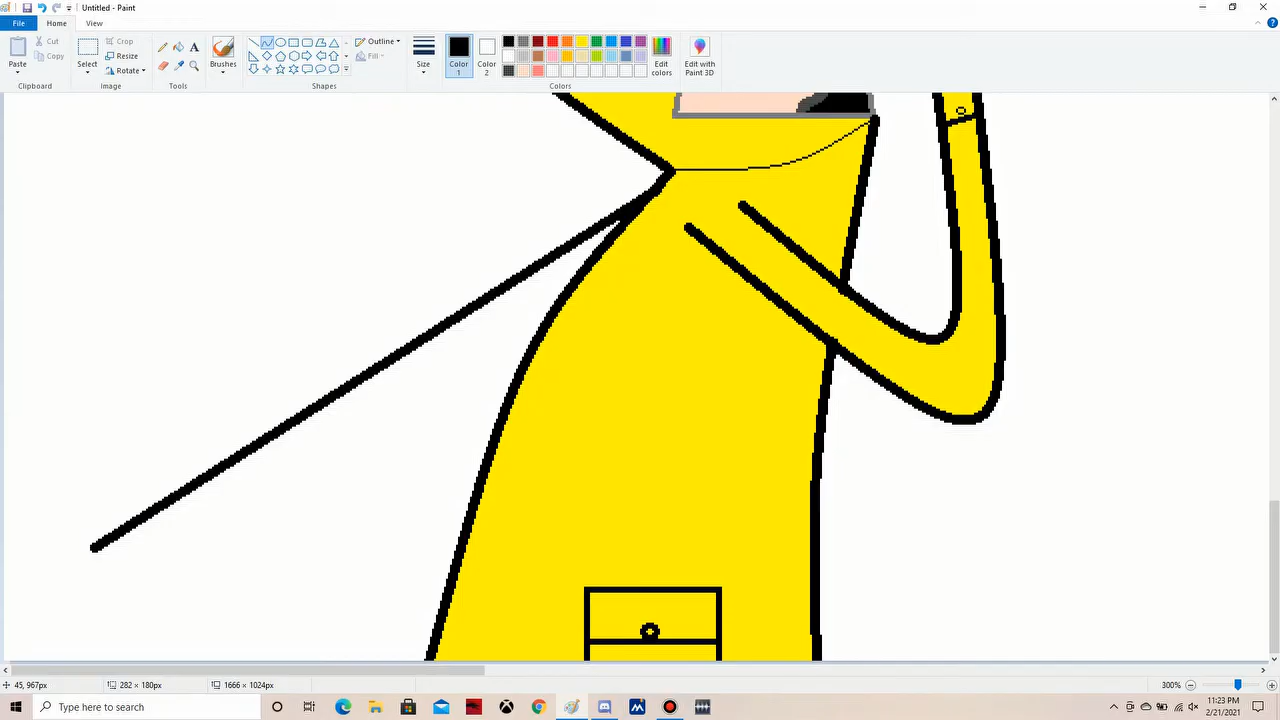 Untitled - Paint
File
Home
View
Paste
Cut
Copy
Clipboard
Select
Crop
Resize
Rotate
Image
A
Tools
Brushes
Outline
Fill
Shapes
Size
Color 1
Color 2
Edit colors
Edit with Paint 3D
Colors
45, 967px
282 × 180px
1666 × 1024px
300%
Type here to search
11:23 PM
2/21/2021